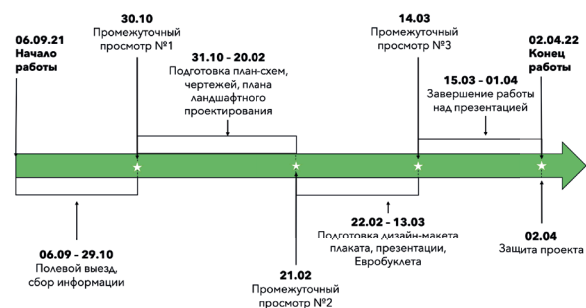 30.10
Промежуточный
просмотр №1
14.03
Промежуточный
просмотр №3
06.09.21
Начало
работы
02.04.22
Конец
работы
31.10 - 20.02
Подготовка план-схем,
чертежей, плана
ландшафтного
проектирования
15.03 - 01.04
Завершение работы
над презентацией
06.09 - 29.10
Полевой выезд,
сбор информации
22.02 - 13.03
Подготовка дизайн-макета
плаката, презентации,
Евробуклета
02.04
Защита проекта
21.02
Промежуточный
просмотр №2